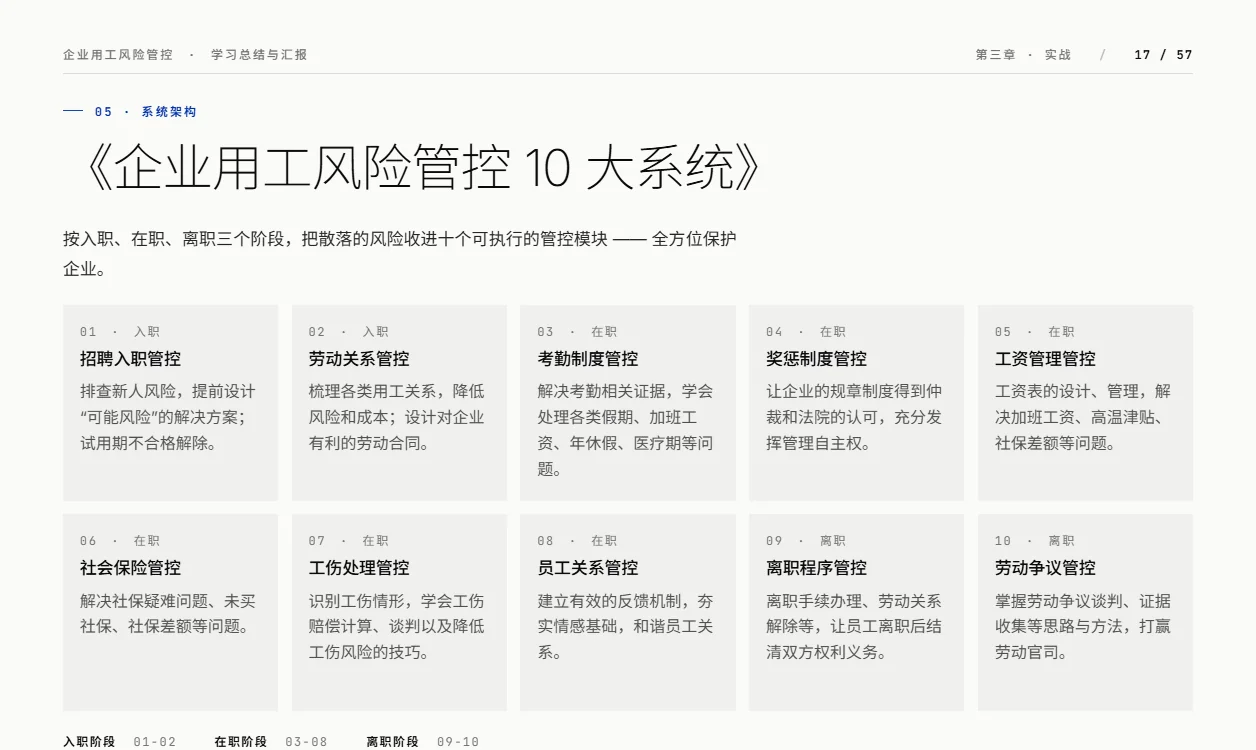 企业用工风险管控 · 学习总结与汇报
第三章 · 实战 / 17 / 57
05 · 系统架构
《企业用工风险管控 10 大系统》
按入职、在职、离职三个阶段，把散落的风险收进十个可执行的管控模块 —— 全方位保护
企业。
01 · 入职
招聘入职管控
排查新人风险，提前设计
“可能风险”的解决方案；
试用期不合格解除。
02 · 入职
劳动关系管控
梳理各类用工关系，降低
风险和成本；设计对企业
有利的劳动合同。
03 · 在职
考勤制度管控
解决考勤相关证据，学会
处理各类假期、加班工
资、年休假、医疗期等问
题。
04 · 在职
奖惩制度管控
让企业的规章制度得到仲
裁和法院的认可，充分发
挥管理自主权。
05 · 在职
工资管理管控
工资表的设计、管理，解
决加班工资、高温津贴、
社保差额等问题。
06 · 在职
社会保险管控
解决社保疑难问题、未买
社保、社保差额等问题。
07 · 在职
工伤处理管控
识别工伤情形，学会工伤
赔偿计算、谈判以及降低
工伤风险的技巧。
08 · 在职
员工关系管控
建立有效的反馈机制，夯
实情感基础，和谐员工关
系。
09 · 离职
离职程序管控
离职手续办理、劳动关系
解除等，让员工离职后结
清双方权利义务。
10 · 离职
劳动争议管控
掌握劳动争议谈判、证据
收集等思路与方法，打赢
劳动官司。
入职阶段 01-02 在职阶段 03-08 离职阶段 09-10